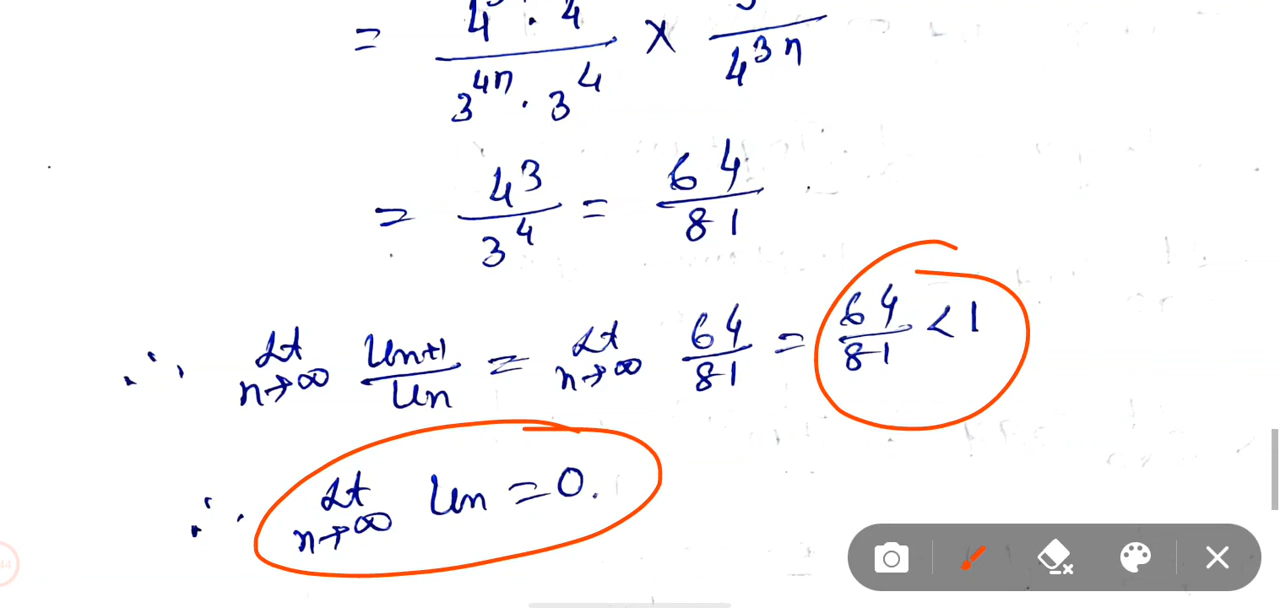 = 4 · 4 / 3^4n · 3^4 × / 4^3n
= 4^3 / 3^4 = 64 / 81
∴ Lt n→∞ Un+1 / Un = Lt n→∞ 64 / 81 = 64 / 81 < 1
∴ Lt n→∞ Un = 0.